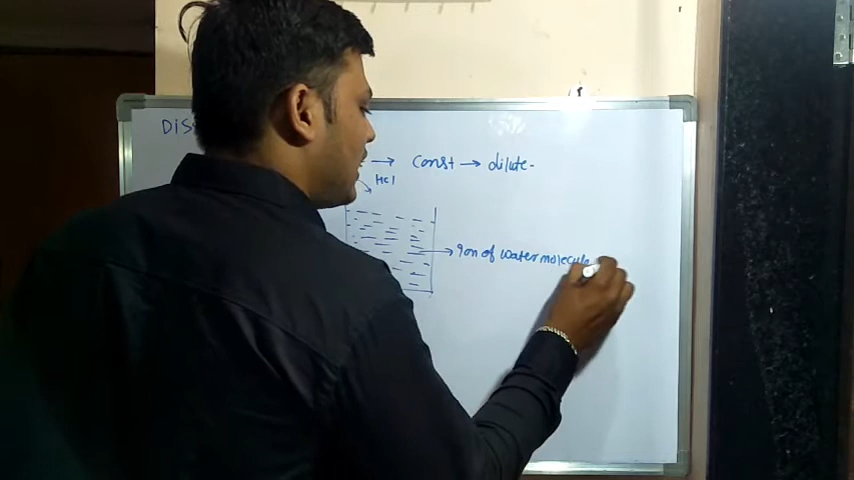 DiS
→ Const → dilute-
HCl
→ Ion of water molecule